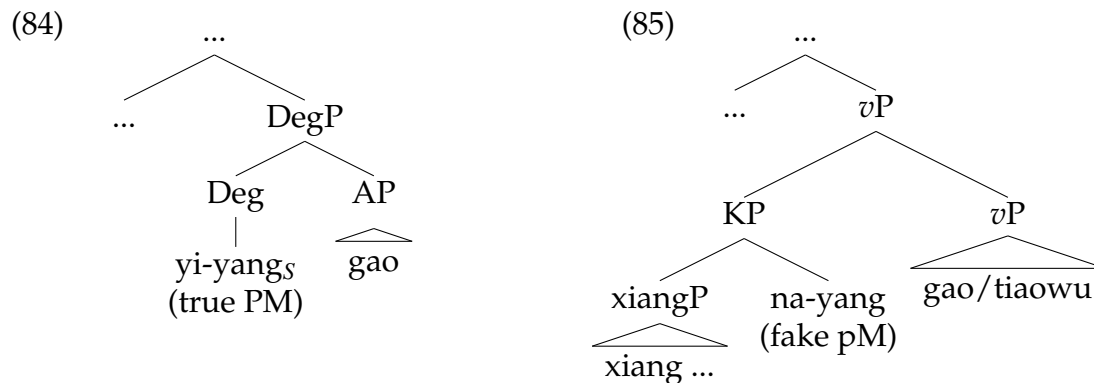 (84) ... (85) ...
... DegP ... vP
Deg AP KP vP
yi-yangS gao xiangP na-yang gao/tiaowu
(true PM) (fake pM)
xiang ...